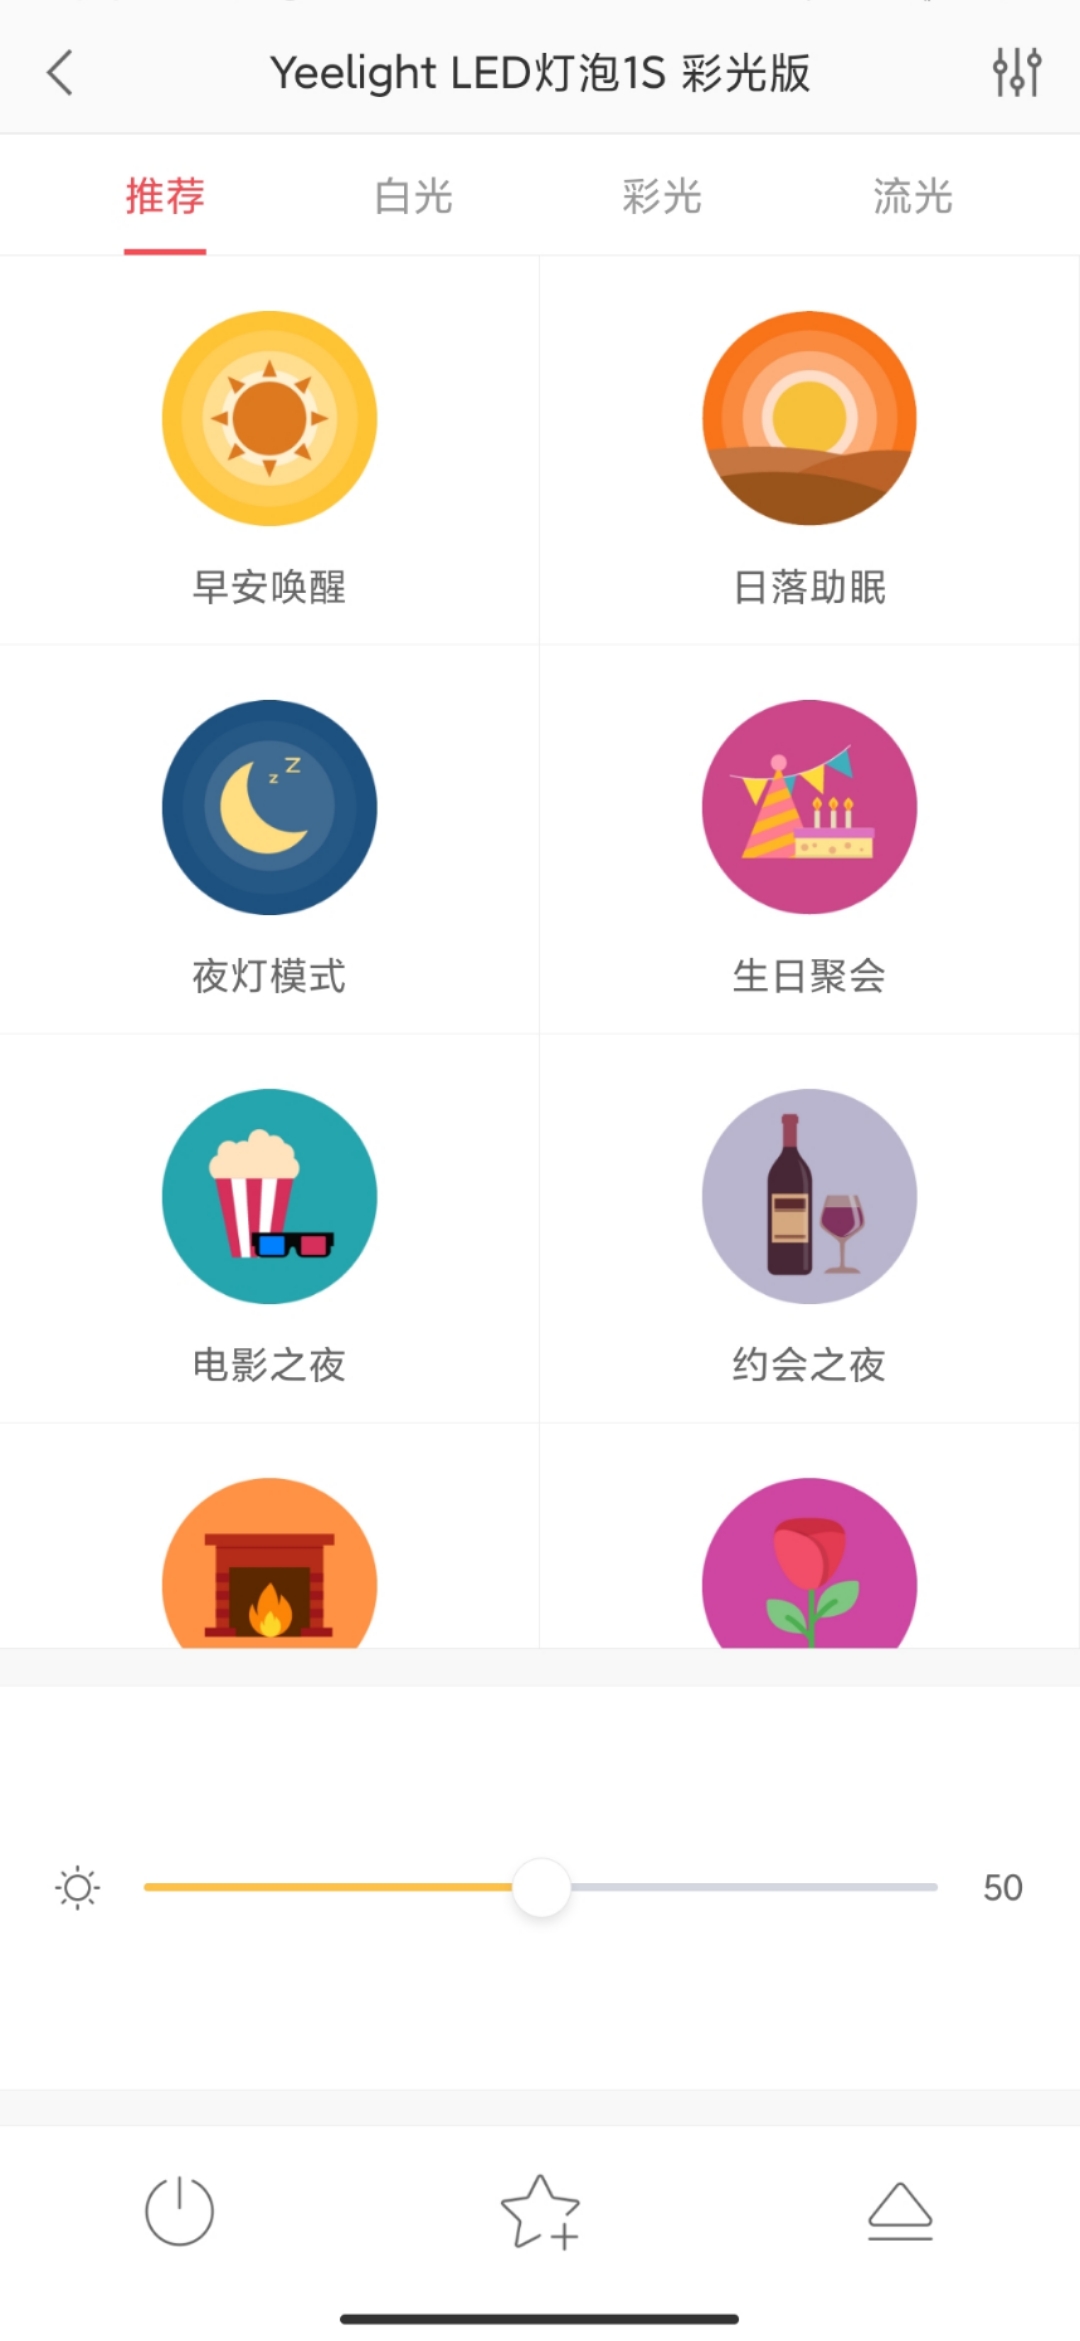 Yeelight LED灯泡1S 彩光版
推荐 白光 彩光 流光
早安唤醒 日落助眠
z Z
夜灯模式 生日聚会
电影之夜 约会之夜
50